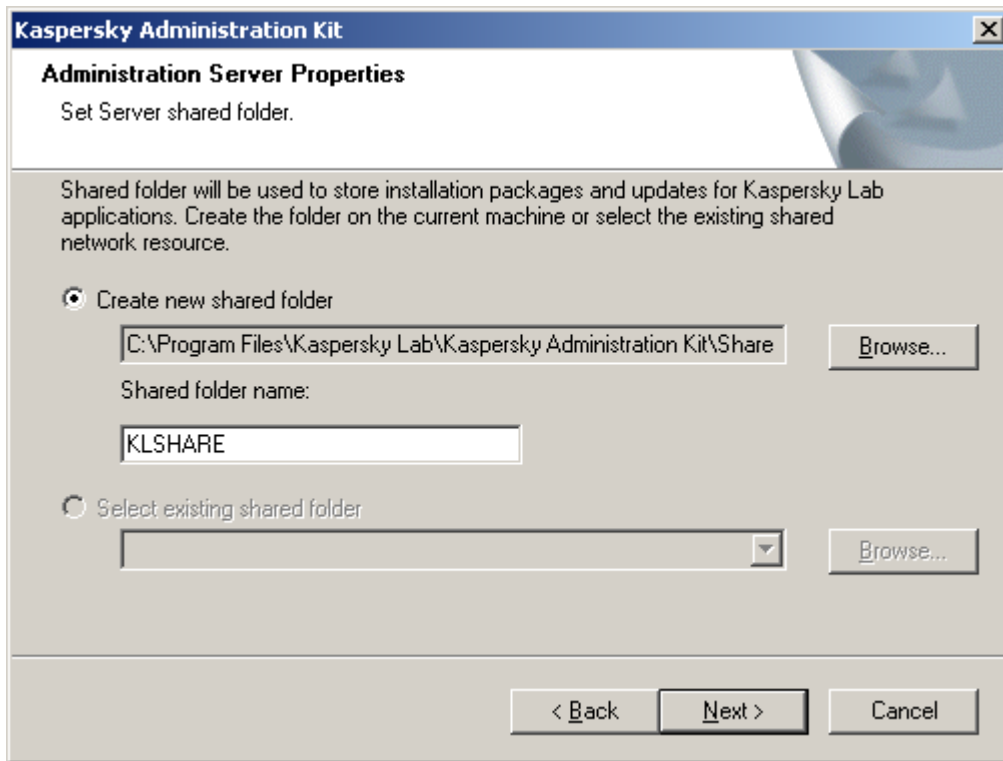 Kaspersky Administration Kit
Administration Server Properties
Set Server shared folder.
Shared folder will be used to store installation packages and updates for Kaspersky Lab
applications. Create the folder on the current machine or select the existing shared
network resource.
Create new shared folder
C:\Program Files\Kaspersky Lab\Kaspersky Administration Kit\Share
Browse...
Shared folder name:
KLSHARE
Select existing shared folder
Browse...
< Back
Next >
Cancel